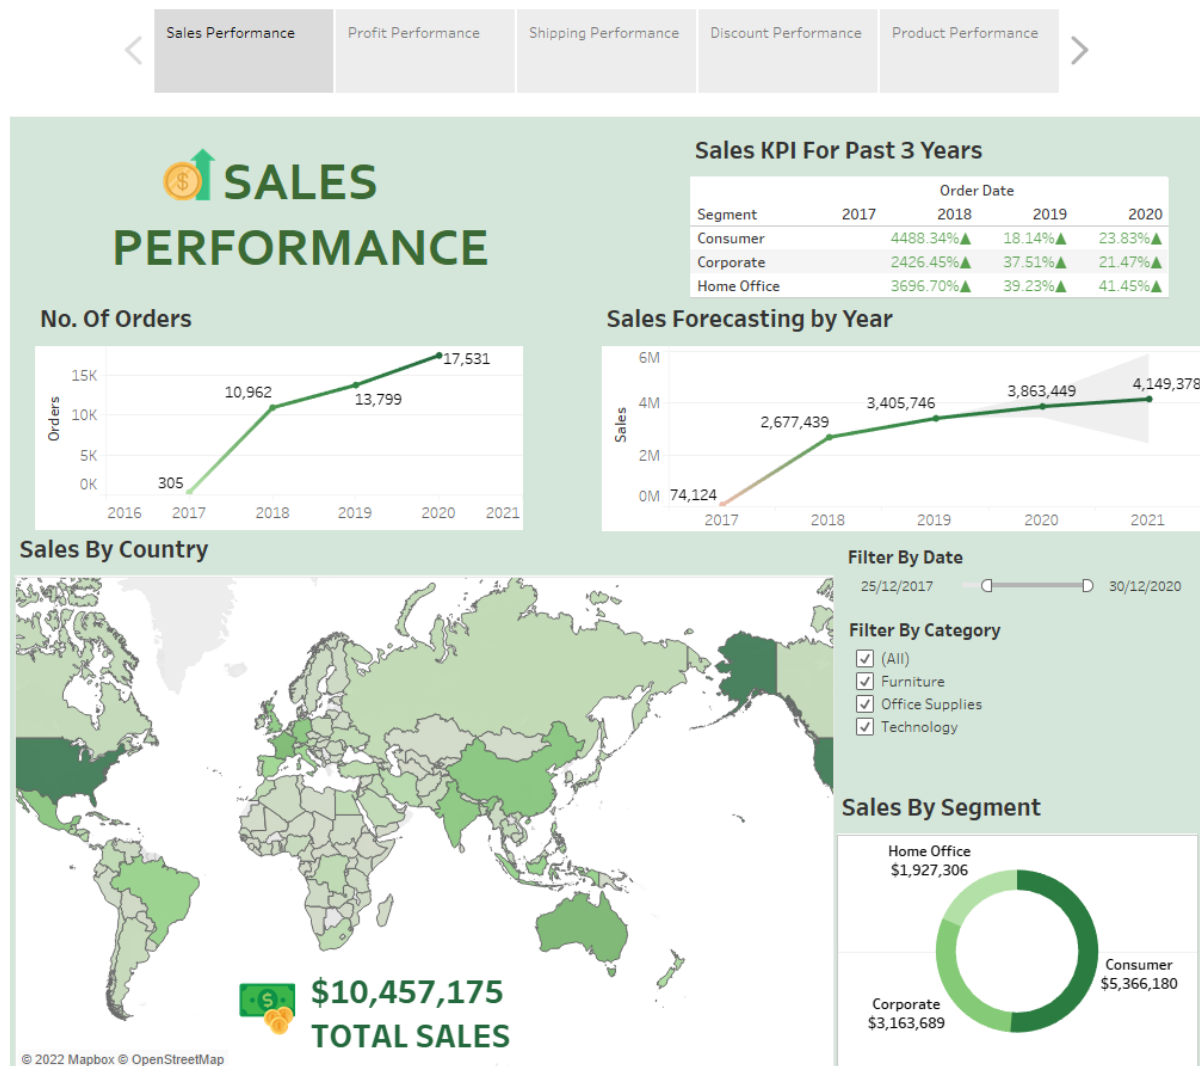 Sales Performance
Profit Performance
Shipping Performance
Discount Performance
Product Performance
SALES
PERFORMANCE
Sales KPI For Past 3 Years
Order Date
Segment 2017 2018 2019 2020
Consumer 4488.34%▲ 18.14%▲ 23.83%▲
Corporate 2426.45%▲ 37.51%▲ 21.47%▲
Home Office 3696.70%▲ 39.23%▲ 41.45%▲
No. Of Orders
Orders
15K
10K
5K
0K
305
10,962
13,799
17,531
2016 2017 2018 2019 2020 2021
Sales Forecasting by Year
Sales
6M
4M
2M
0M
74,124
2,677,439
3,405,746
3,863,449
4,149,378
2017 2018 2019 2020 2021
Sales By Country
$10,457,175
TOTAL SALES
© 2022 Mapbox © OpenStreetMap
Filter By Date
25/12/2017 30/12/2020
Filter By Category
(All)
Furniture
Office Supplies
Technology
Sales By Segment
Home Office
$1,927,306
Consumer
$5,366,180
Corporate
$3,163,689